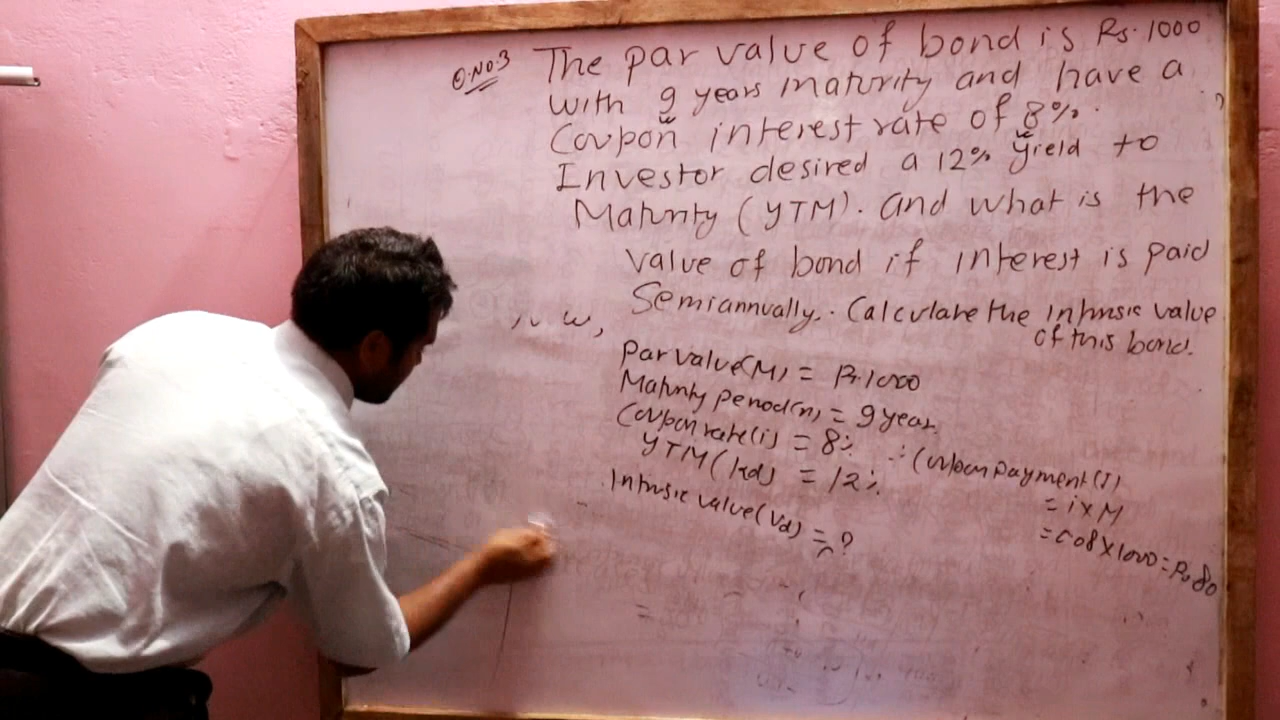 Q.No.3
The par value of bond is Rs. 1000
with 9 years maturity and have a
Coupon interest rate of 8%.
Investor desired a 12% yield to
Maturity (YTM). and what is the
value of bond if interest is paid
Semiannually. Calculate the Intrinsic value
of this bond.
Par value(M) = Rs.1000
Maturity period(n) = 9 year.
Coupon rate(i) = 8%
YTM(kd) = 12%.
Intrinsic value(Vd) = ?
∴ Coupon payment(I)
= i×M
= 0.08×1000 = Rs 80